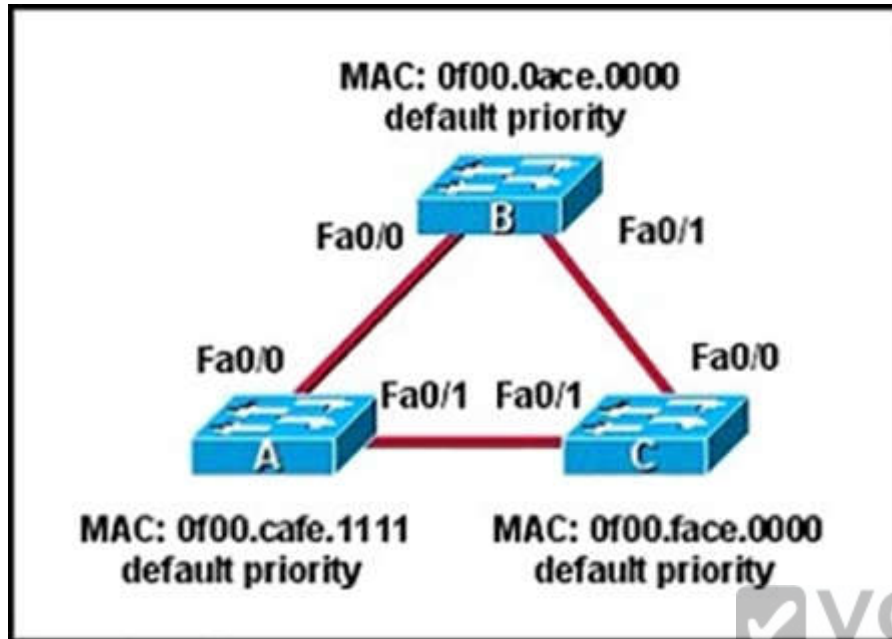 MAC: 0f00.0ace.0000
default priority
B
Fa0/0
Fa0/1
Fa0/0
Fa0/1
Fa0/1
Fa0/0
A
C
MAC: 0f00.cafe.1111
default priority
MAC: 0f00.face.0000
default priority